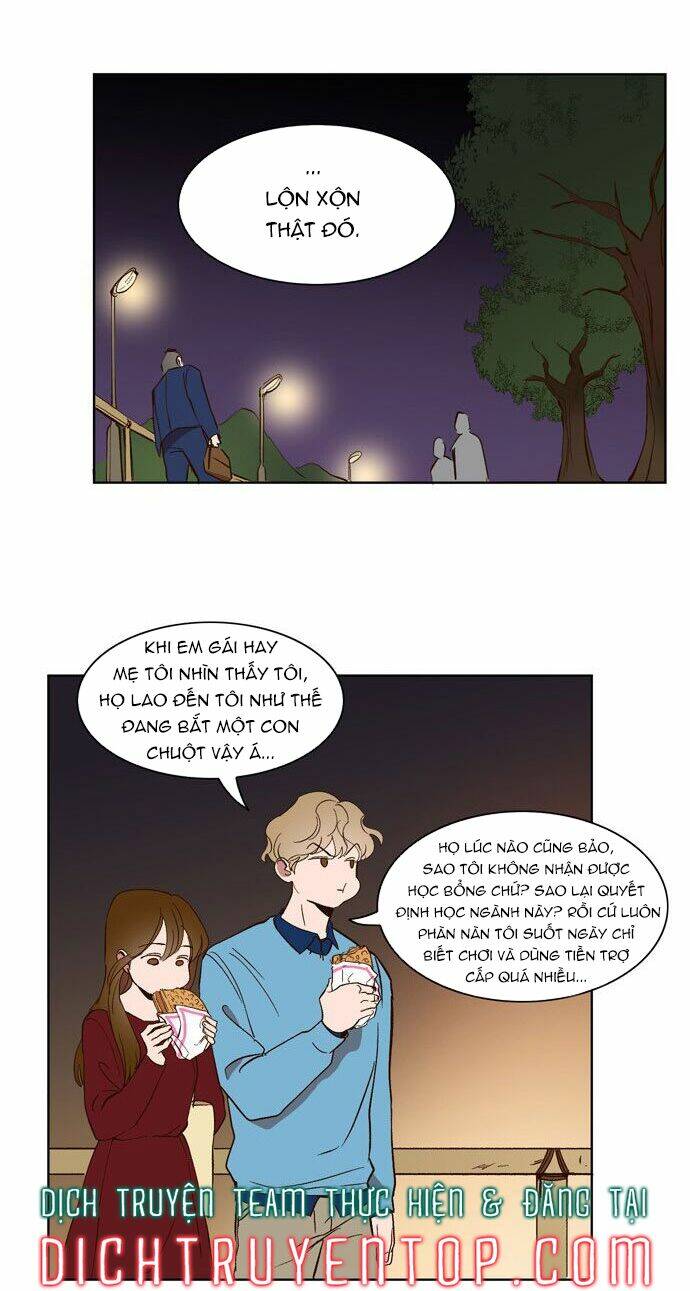 ...
LỘN XỘN
THẬT ĐÓ.
KHI EM GÁI HAY
MẸ TÔI NHÌN THẤY TÔI,
HỌ LAO ĐẾN TÔI NHƯ THỂ
ĐANG BẮT MỘT CON
CHUỘT VẬY Á...
HỌ LÚC NÀO CŨNG BẢO,
SAO TÔI KHÔNG NHẬN ĐƯỢC
HỌC BỔNG CHỨ? SAO LẠI QUYẾT
ĐỊNH HỌC NGÀNH NÀY? RỒI CỨ LUÔN
PHÀN NÀN TÔI SUỐT NGÀY CHỈ
BIẾT CHƠI VÀ DÙNG TIỀN TRỢ
CẤP QUÁ NHIỀU...
DỊCH TRUYỆN TEAM THỰC HIỆN & ĐĂNG TẠI
DICHTRUYENTOP.COM